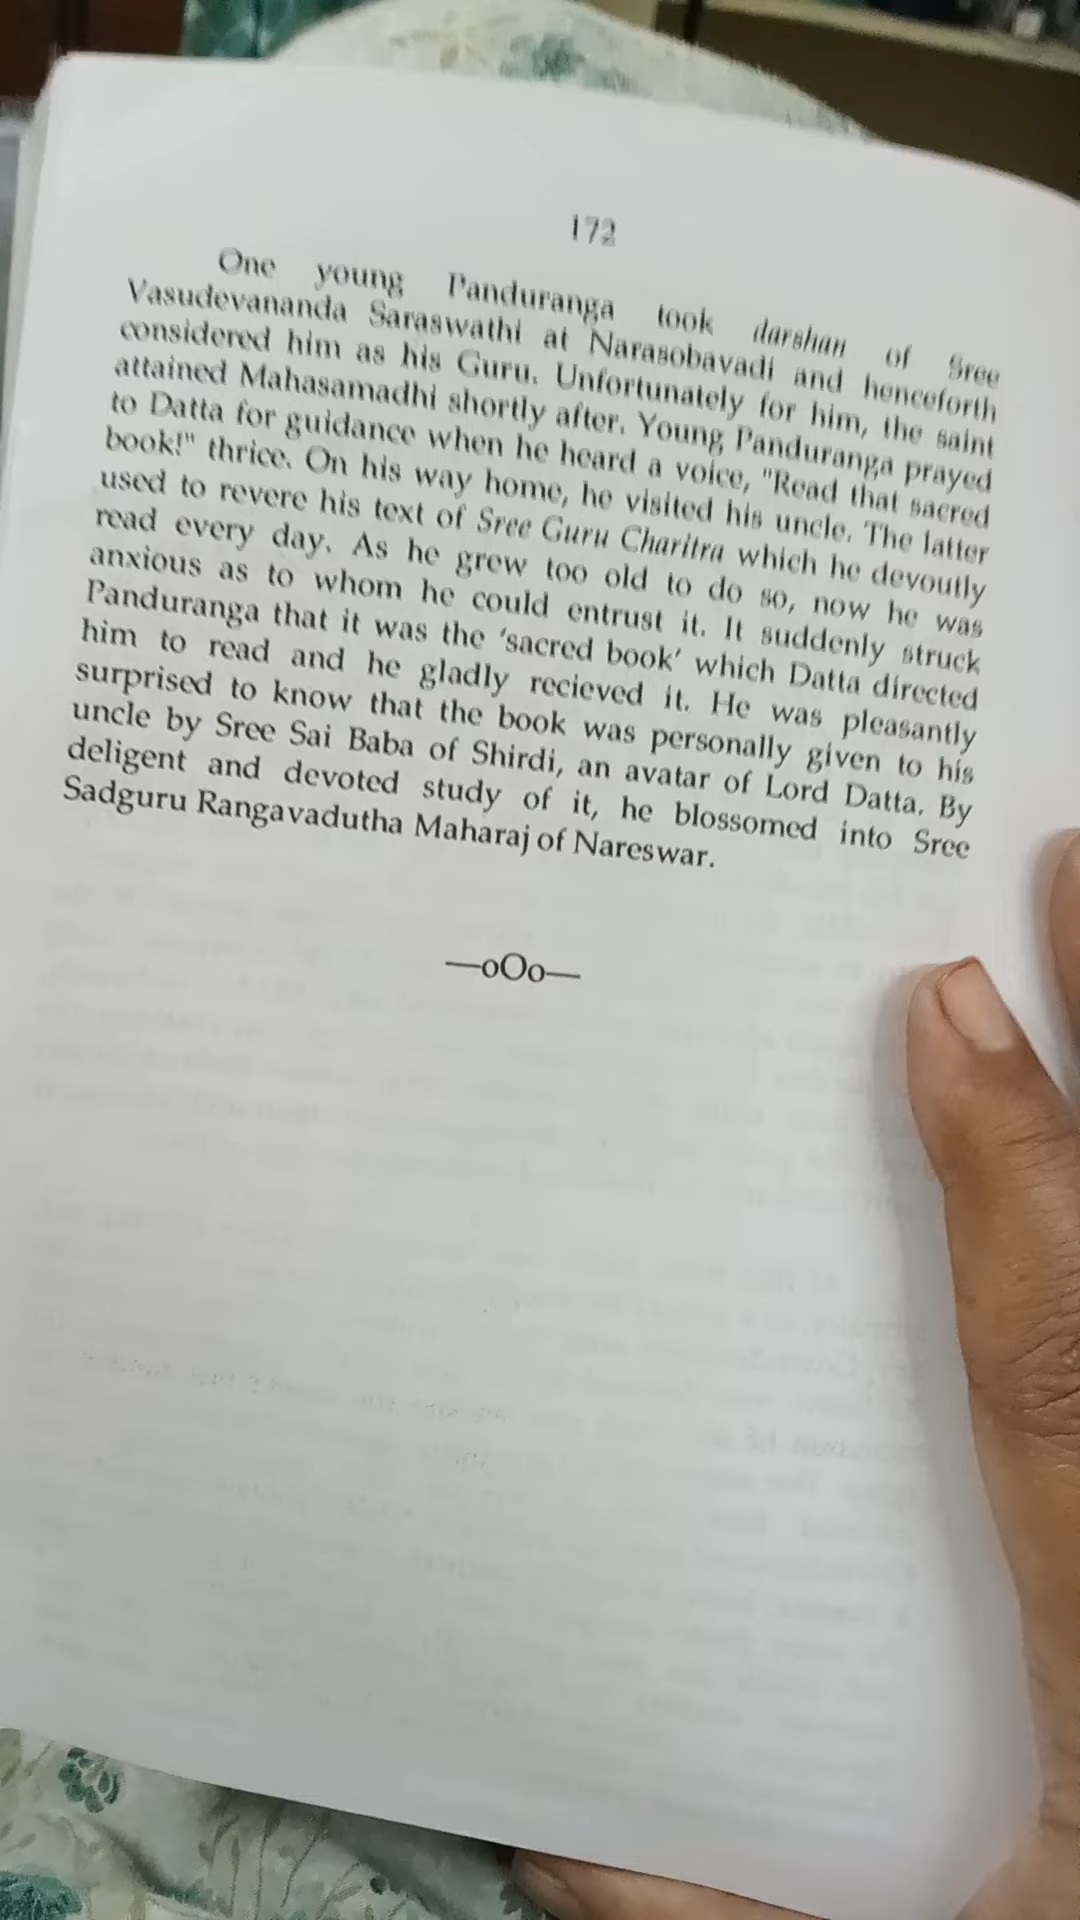 172
One young Panduranga took darshan of Sree
Vasudevananda Saraswathi at Narasobavadi and henceforth
considered him as his Guru. Unfortunately for him, the saint
attained Mahasamadhi shortly after. Young Panduranga prayed
to Datta for guidance when he heard a voice, "Read that sacred
book!" thrice. On his way home, he visited his uncle. The latter
used to revere his text of Sree Guru Charitra which he devoutly
read every day. As he grew too old to do so, now he was
anxious as to whom he could entrust it. It suddenly struck
Panduranga that it was the 'sacred book' which Datta directed
him to read and he gladly recieved it. He was pleasantly
surprised to know that the book was personally given to his
uncle by Sree Sai Baba of Shirdi, an avatar of Lord Datta. By
deligent and devoted study of it, he blossomed into Sree
Sadguru Rangavadutha Maharaj of Nareswar.
—oOo—